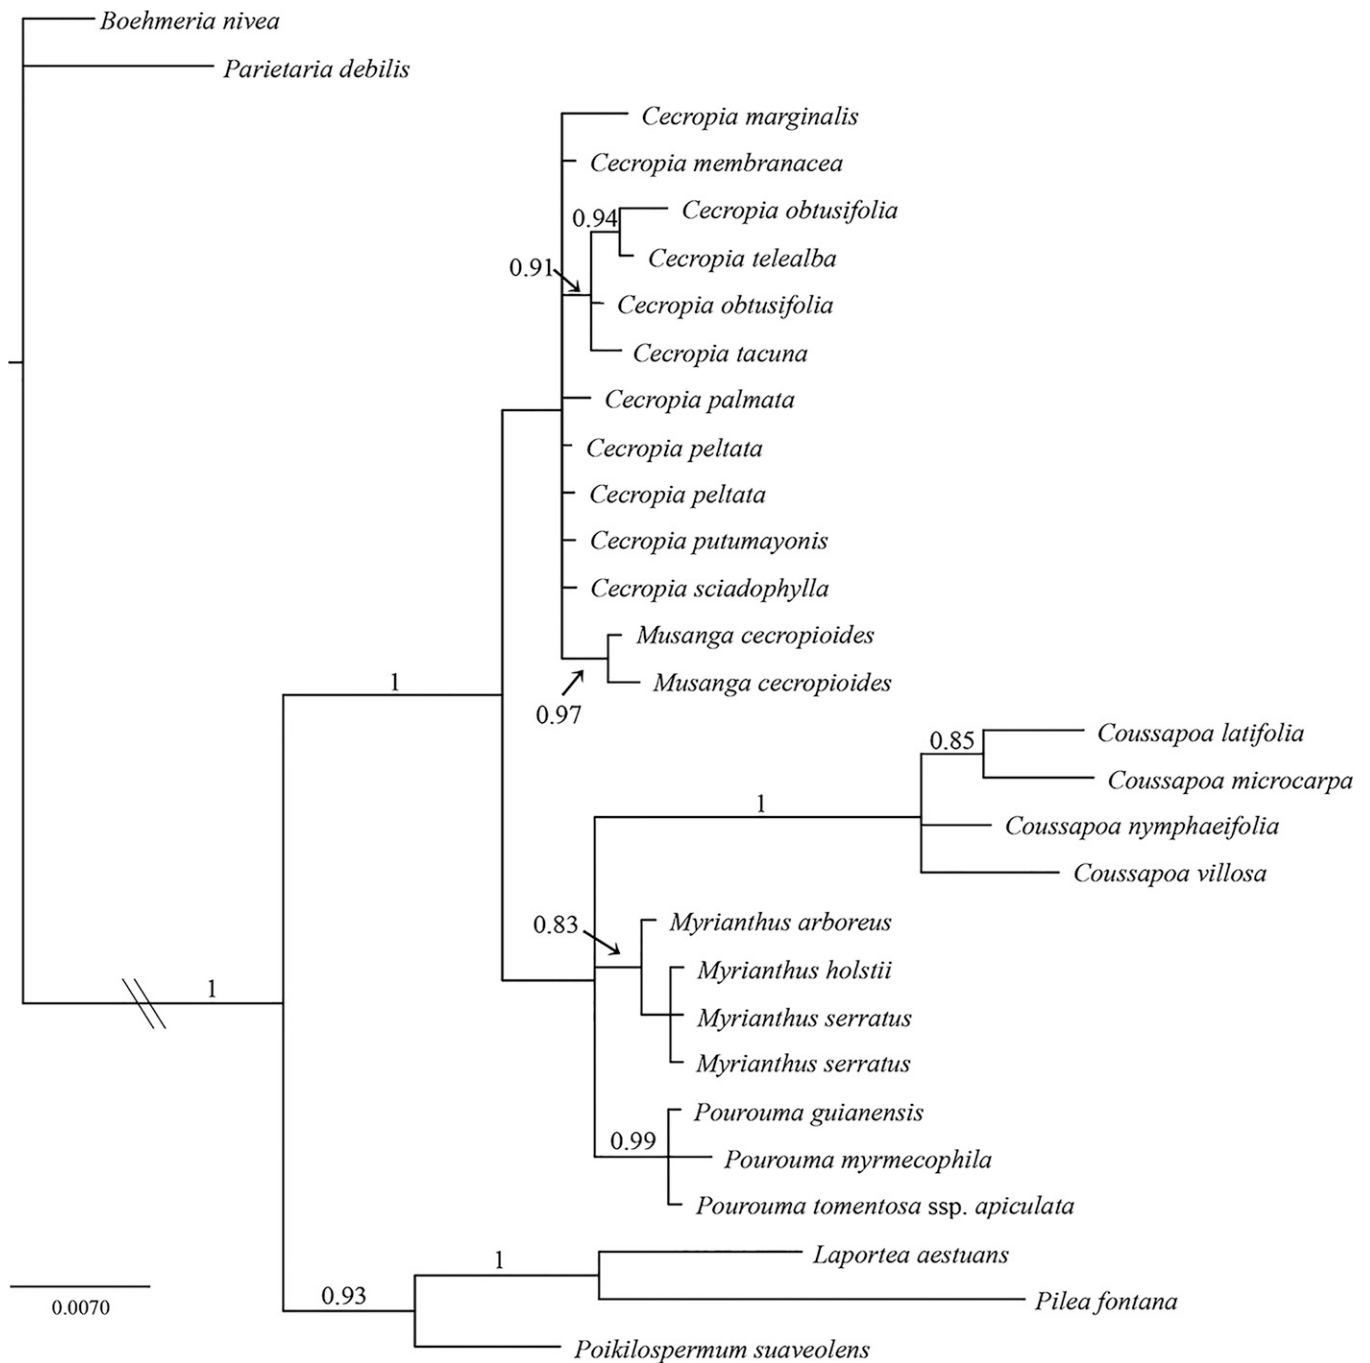 Boehmeria nivea
Parietaria debilis
Cecropia marginalis
Cecropia membranacea
0.94
Cecropia obtusifolia
Cecropia telealba
0.91
Cecropia obtusifolia
Cecropia tacuna
Cecropia palmata
Cecropia peltata
Cecropia peltata
Cecropia putumayonis
Cecropia sciadophylla
Musanga cecropioides
1
Musanga cecropioides
0.97
Coussapoa latifolia
0.85
Coussapoa microcarpa
1
Coussapoa nymphaeifolia
Coussapoa villosa
Myrianthus arboreus
0.83
Myrianthus holstii
1
Myrianthus serratus
Myrianthus serratus
Pourouma guianensis
0.99
Pourouma myrmecophila
Pourouma tomentosa ssp. apiculata
Laportea aestuans
1
0.93
Pilea fontana
0.0070
Poikilospermum suaveolens